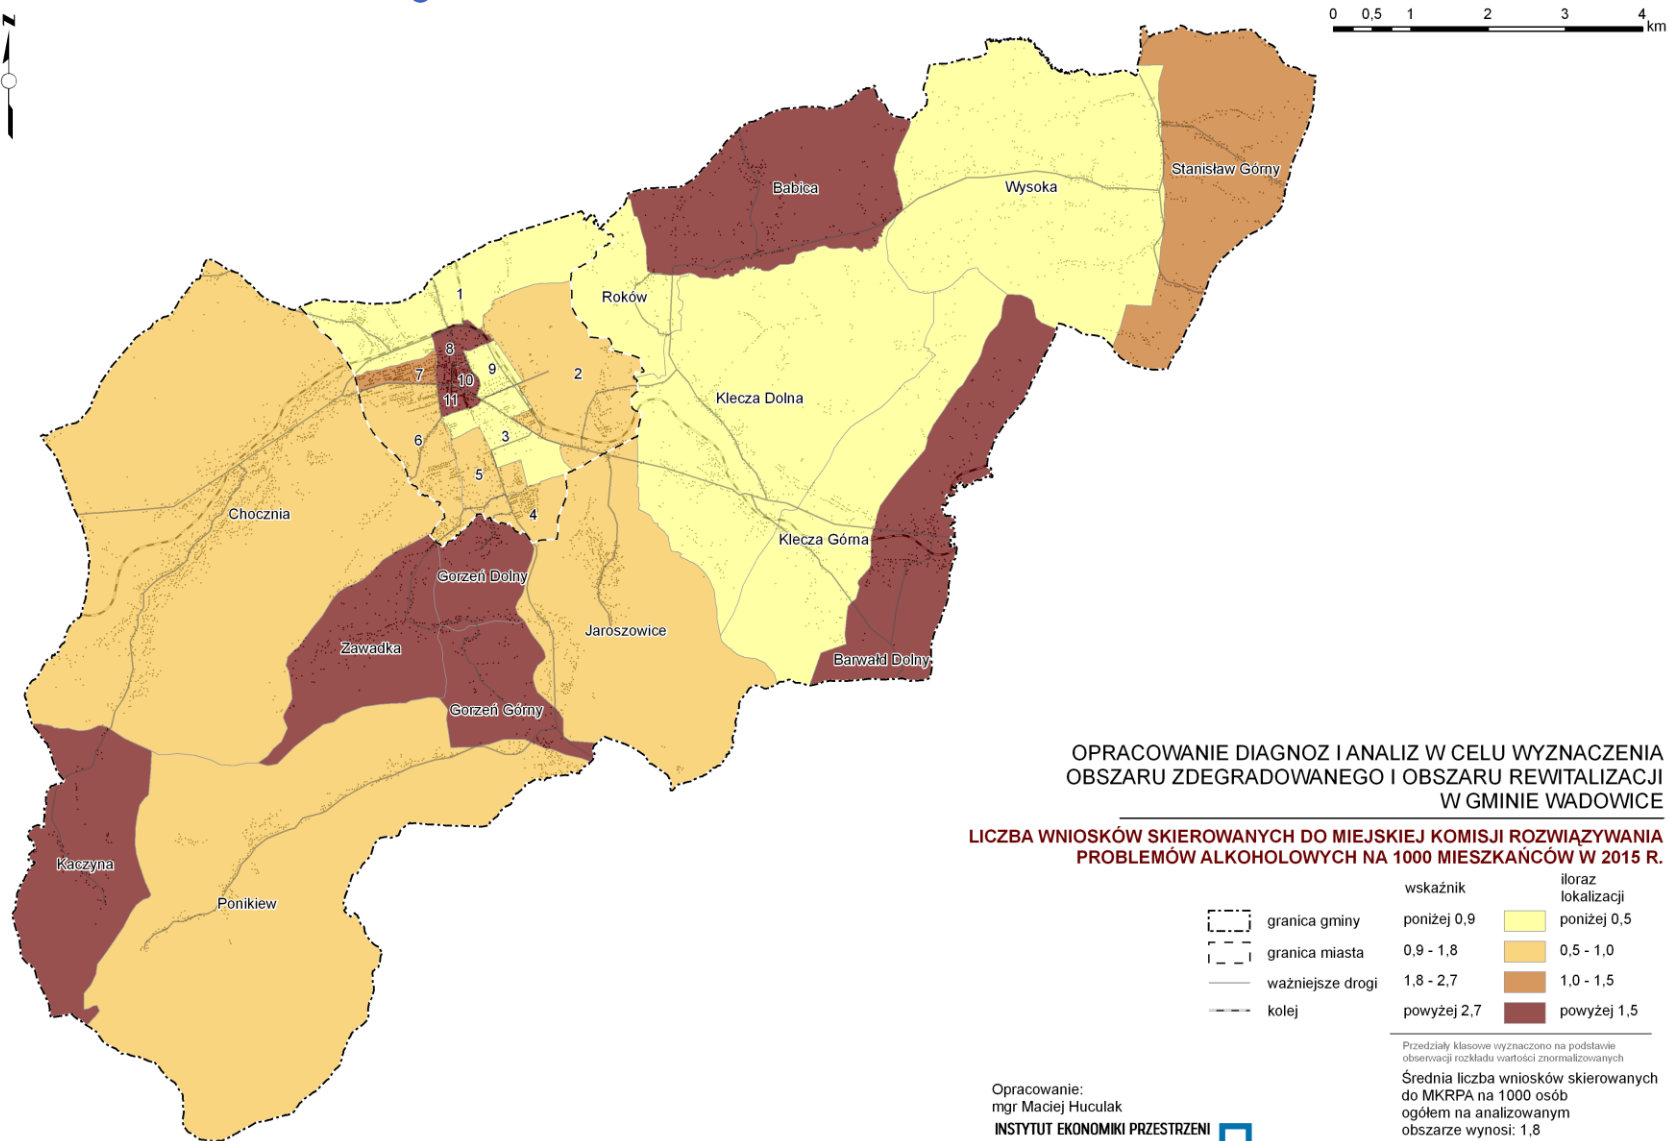 z
0 0,5 1 2 3 4
km
Stanisław Górny
Wysoka
Babica
Roków
1
8
9
7
10
2
11
Klecza Dolna
6
3
5
Chocznia
4
Klecza Górna
Gorzeń Dolny
Jaroszowice
Zawadka
Barwałd Dolny
Gorzeń Górny
Kaczyna
Ponikiew
OPRACOWANIE DIAGNOZ I ANALIZ W CELU WYZNACZENIA
OBSZARU ZDEGRADOWANEGO I OBSZARU REWITALIZACJI
W GMINIE WADOWICE
LICZBA WNIOSKÓW SKIEROWANYCH DO MIEJSKIEJ KOMISJI ROZWIĄZYWANIA
PROBLEMÓW ALKOHOLOWYCH NA 1000 MIESZKAŃCÓW W 2015 R.
wskaźnik
iloraz
lokalizacji
granica gminy poniżej 0,9 poniżej 0,5
granica miasta 0,9 - 1,8 0,5 - 1,0
ważniejsze drogi 1,8 - 2,7 1,0 - 1,5
kolej powyżej 2,7 powyżej 1,5
Przedziały klasowe wyznaczono na podstawie
obserwacji rozkładu wartości znormalizowanych
Średnia liczba wniosków skierowanych
do MKRPA na 1000 osób
ogółem na analizowanym
obszarze wynosi: 1,8
Opracowanie:
mgr Maciej Huculak
INSTYTUT EKONOMIKI PRZESTRZENI